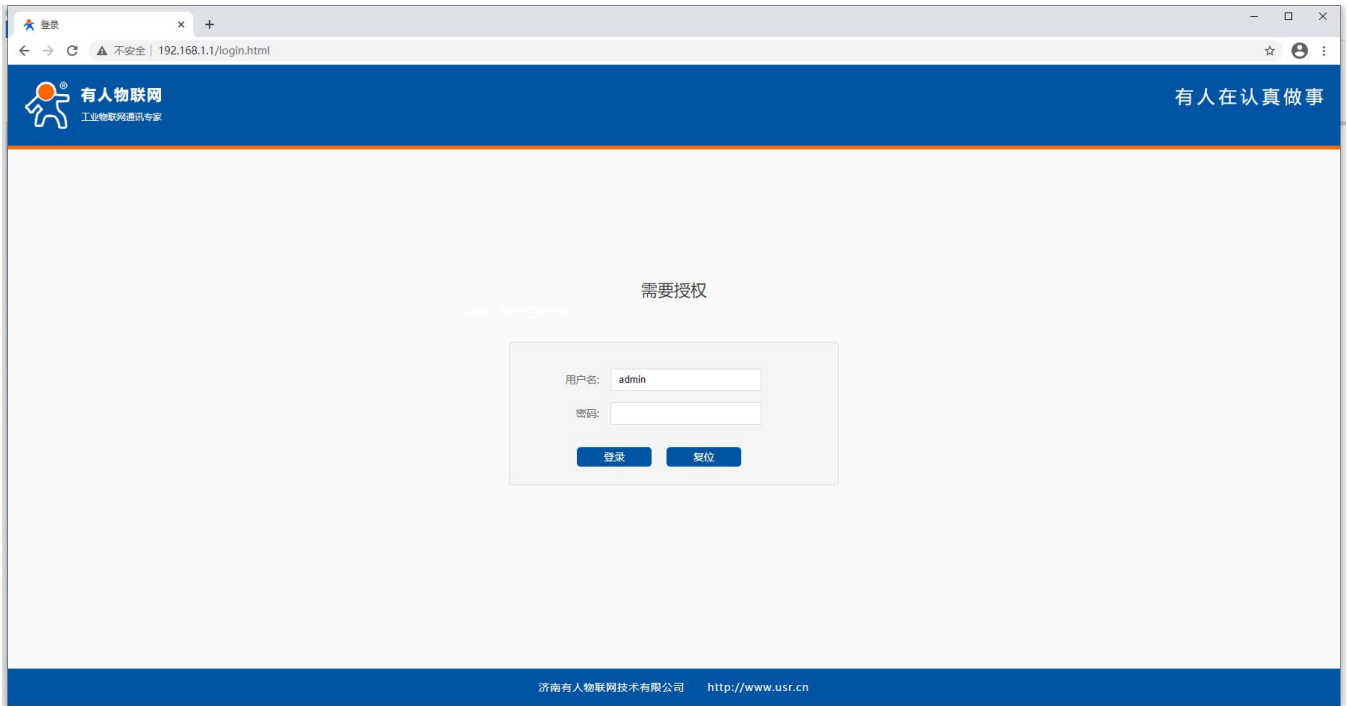 登录
不安全 | 192.168.1.1/login.html
有人物联网
工业物联网通讯专家
有人在认真做事
需要授权
用户名: admin
密码:
登录 复位
济南有人物联网技术有限公司 http://www.usr.cn